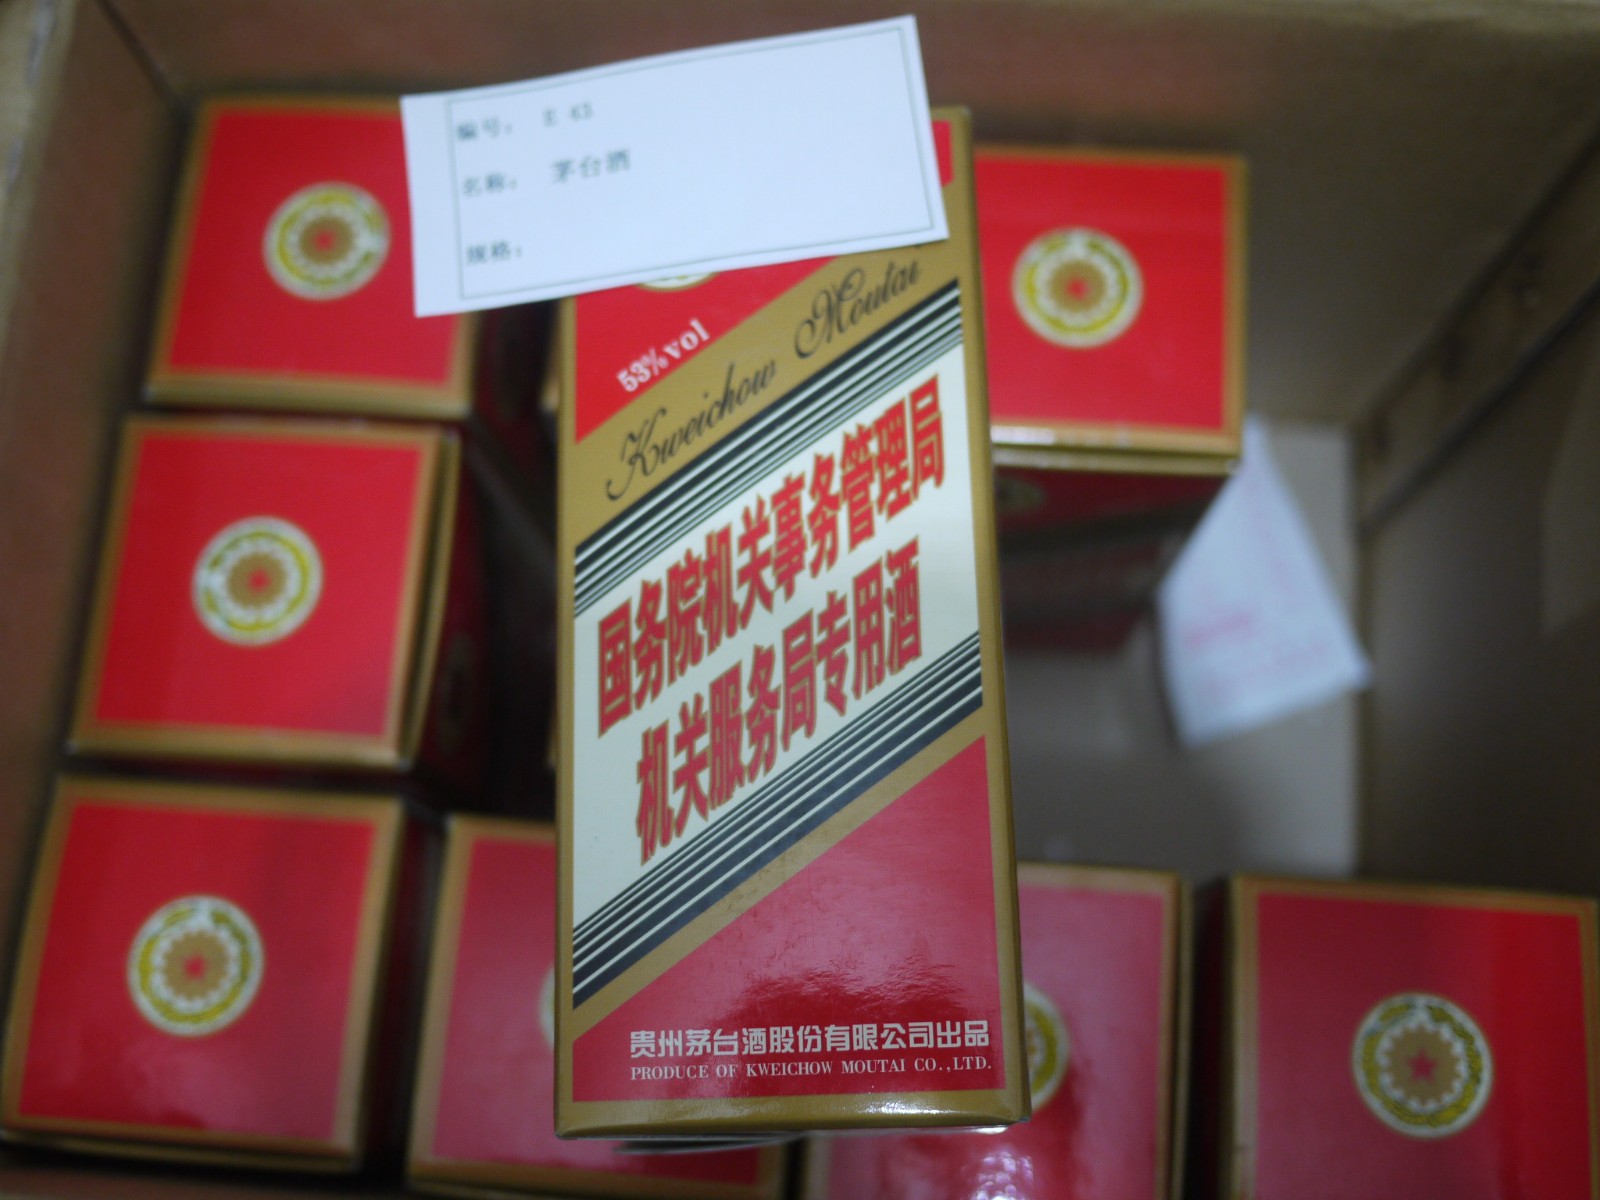 编号： E 43
名称： 茅台酒
规格：
53%vol
Kweichow Moutai
国务院机关事务管理局
机关服务局专用酒
贵州茅台酒股份有限公司出品
PRODUCE OF KWEICHOW MOUTAI CO.,LTD.